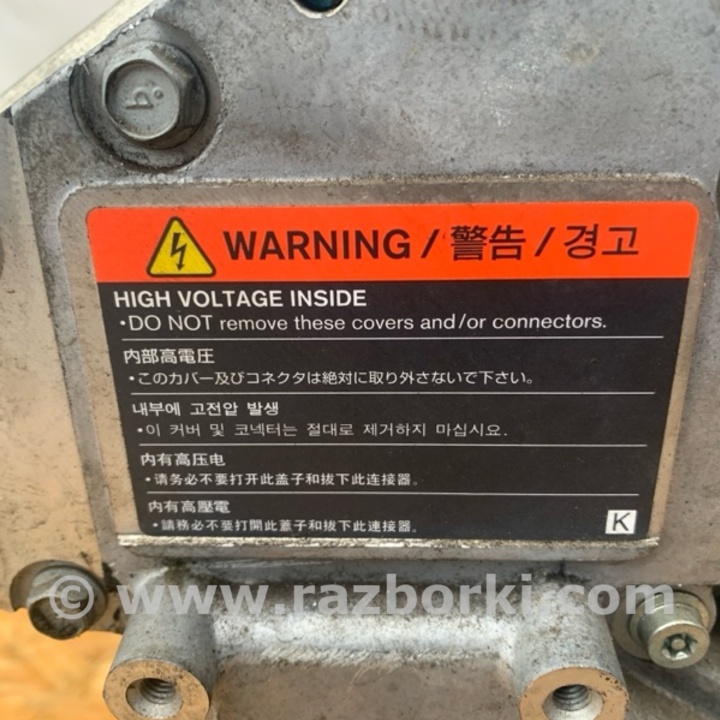 WARNING / 警告 / 경고
HIGH VOLTAGE INSIDE
•DO NOT remove these covers and/or connectors.
内部高電圧
•このカバー及びコネクタは絶対に取り外さないで下さい。
내부에 고전압 발생
•이 커버 및 코넥터는 절대로 제거하지 마십시요.
内有高压电
•请务必不要打开此盖子和拔下此连接器。
內有高壓電
•請務必不要打開此蓋子和拔下此連接器。
K
© www.razborki.com